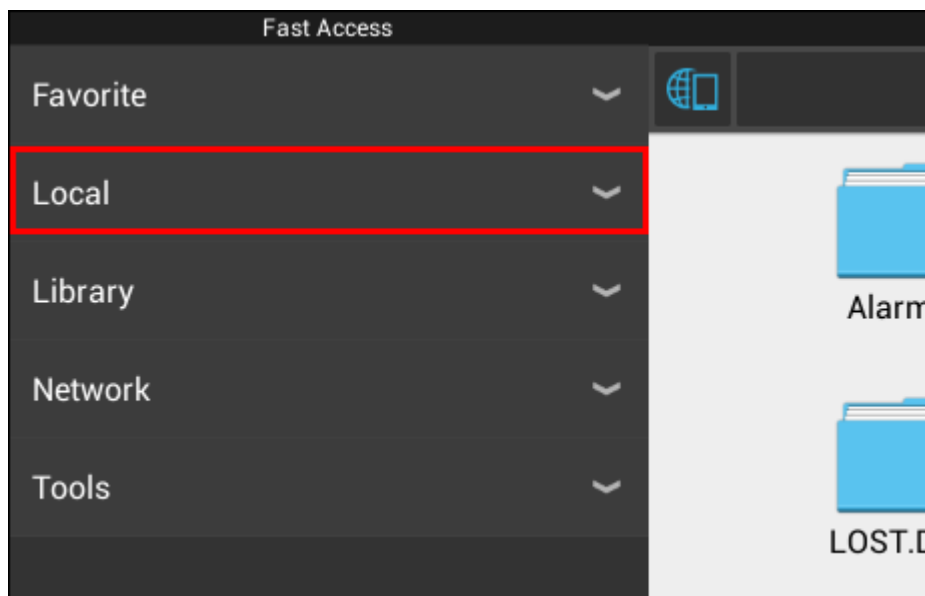 Fast Access
Favorite
Local
Library
Network
Tools
Alarm
LOST.D